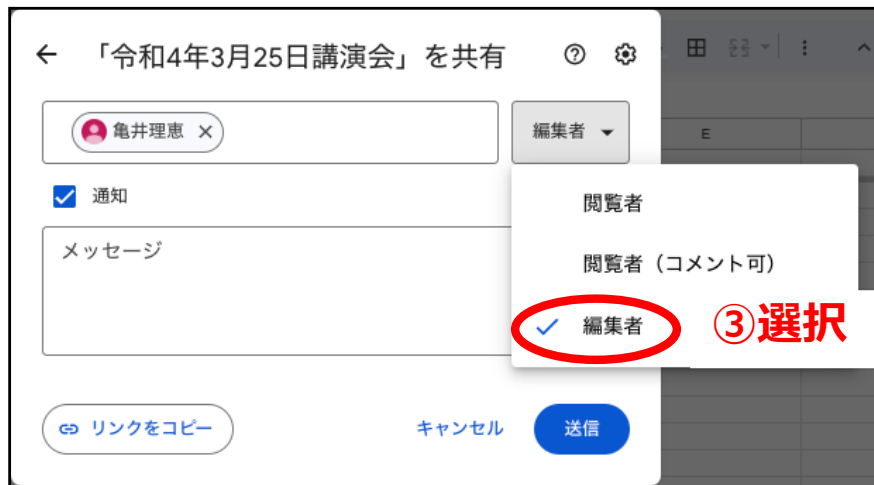 「令和4年3月25日講演会」を共有
亀井理恵
編集者
E
通知
閲覧者
メッセージ
閲覧者（コメント可）
編集者
③選択
リンクをコピー
キャンセル
送信